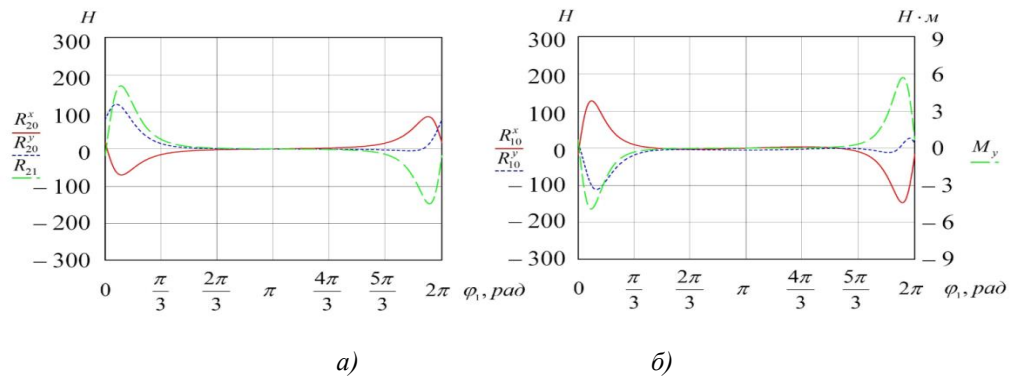 H
300
200
100
0
– 100
– 200
– 300
R₂₀ˣ
R₂₀ʸ
R₂₁
0 π/3 2π/3 π 4π/3 5π/3 2π φ₁, рад
а)
H
300
200
100
0
– 100
– 200
– 300
R₁₀ˣ
R₁₀ʸ
H · м
9
6
3
0
– 3
– 6
– 9
M_y
0 π/3 2π/3 π 4π/3 5π/3 2π φ₁, рад
б)